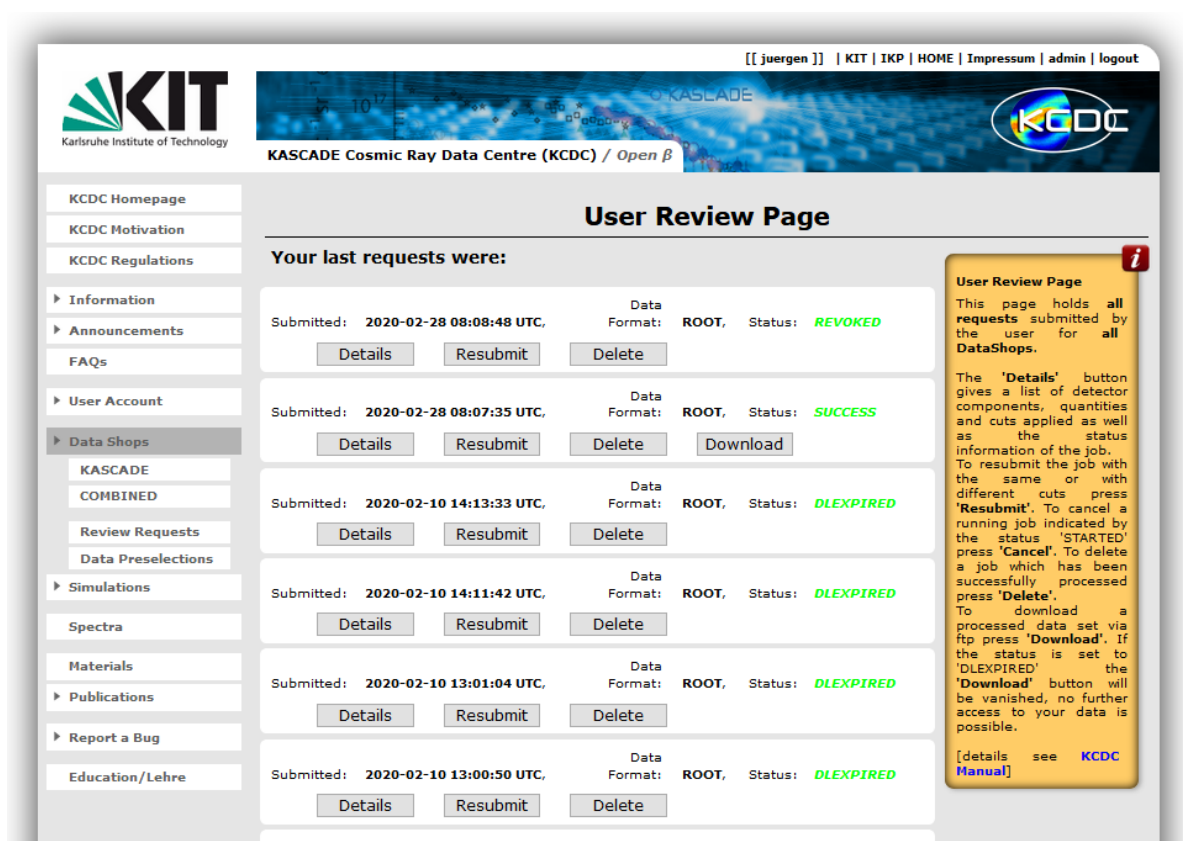 [[ juergen ]] | KIT | IKP | HOME | Impressum | admin | logout
KIT
Karlsruhe Institute of Technology
10^17
KASCADE
KCDC
KASCADE Cosmic Ray Data Centre (KCDC) / Open β
KCDC Homepage
KCDC Motivation
KCDC Regulations
Information
Announcements
FAQs
User Account
Data Shops
KASCADE
COMBINED
Review Requests
Data Preselections
Simulations
Spectra
Materials
Publications
Report a Bug
Education/Lehre
User Review Page
Your last requests were:
Data
Submitted: 2020-02-28 08:08:48 UTC, Format: ROOT, Status: REVOKED
Details Resubmit Delete
Data
Submitted: 2020-02-28 08:07:35 UTC, Format: ROOT, Status: SUCCESS
Details Resubmit Delete Download
Data
Submitted: 2020-02-10 14:13:33 UTC, Format: ROOT, Status: DLEXPIRED
Details Resubmit Delete
Data
Submitted: 2020-02-10 14:11:42 UTC, Format: ROOT, Status: DLEXPIRED
Details Resubmit Delete
Data
Submitted: 2020-02-10 13:01:04 UTC, Format: ROOT, Status: DLEXPIRED
Details Resubmit Delete
Data
Submitted: 2020-02-10 13:00:50 UTC, Format: ROOT, Status: DLEXPIRED
Details Resubmit Delete
i
User Review Page
This page holds all
requests submitted by
the user for all
DataShops.
The 'Details' button
gives a list of detector
components, quantities
and cuts applied as well
as the status
information of the job.
To resubmit the job with
the same or with
different cuts press
'Resubmit'. To cancel a
running job indicated by
the status 'STARTED'
press 'Cancel'. To delete
a job which has been
successfully processed
press 'Delete'.
To download a
processed data set via
ftp press 'Download'. If
the status is set to
'DLEXPIRED' the
'Download' button will
be vanished, no further
access to your data is
possible.
[details see KCDC
Manual]